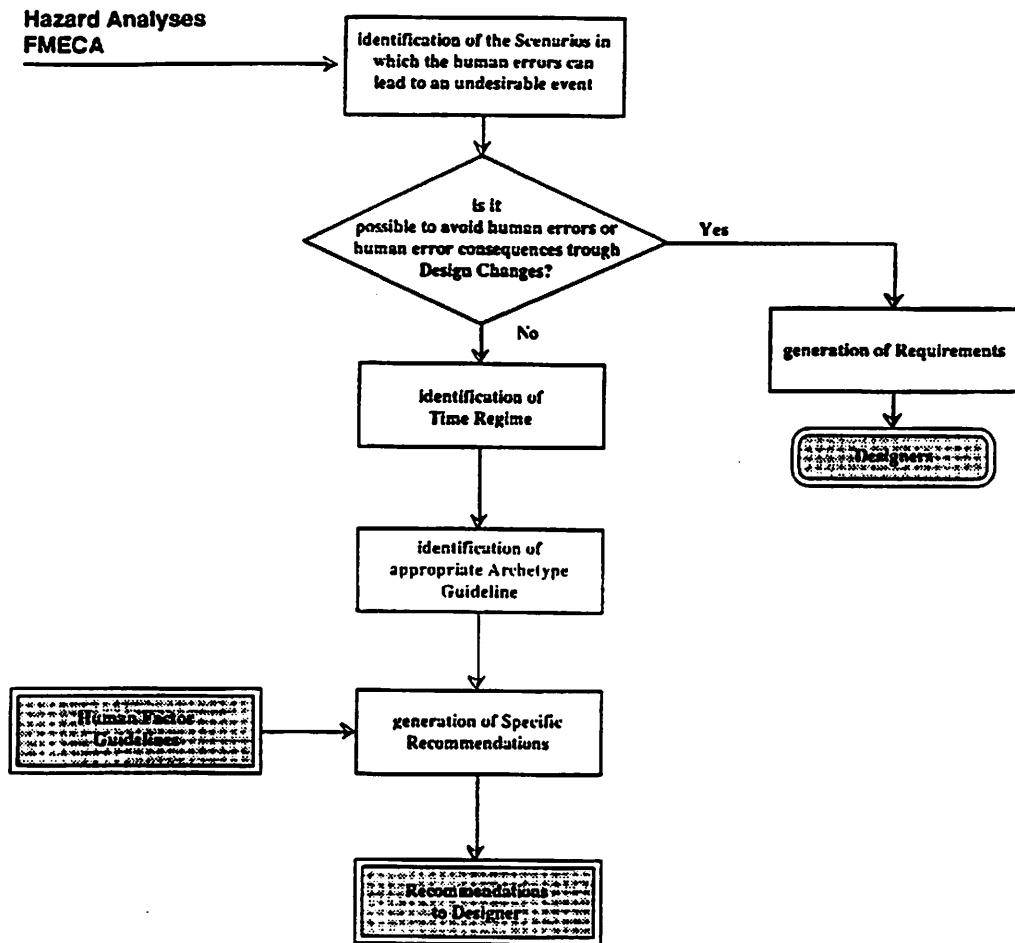 Hazard Analyses
FMECA
identification of the Scenarius in
which the human errors can
lead to an undesirable event
is it
possible to avoid human errors or
human error consequences trough
Design Changes?
Yes
No
generation of Requirements
identification of
Time Regime
Designers
identification of
appropriate Archetype
Guideline
Human Factor
Guidelines
generation of Specific
Recommendations
Recommendations
to Designer